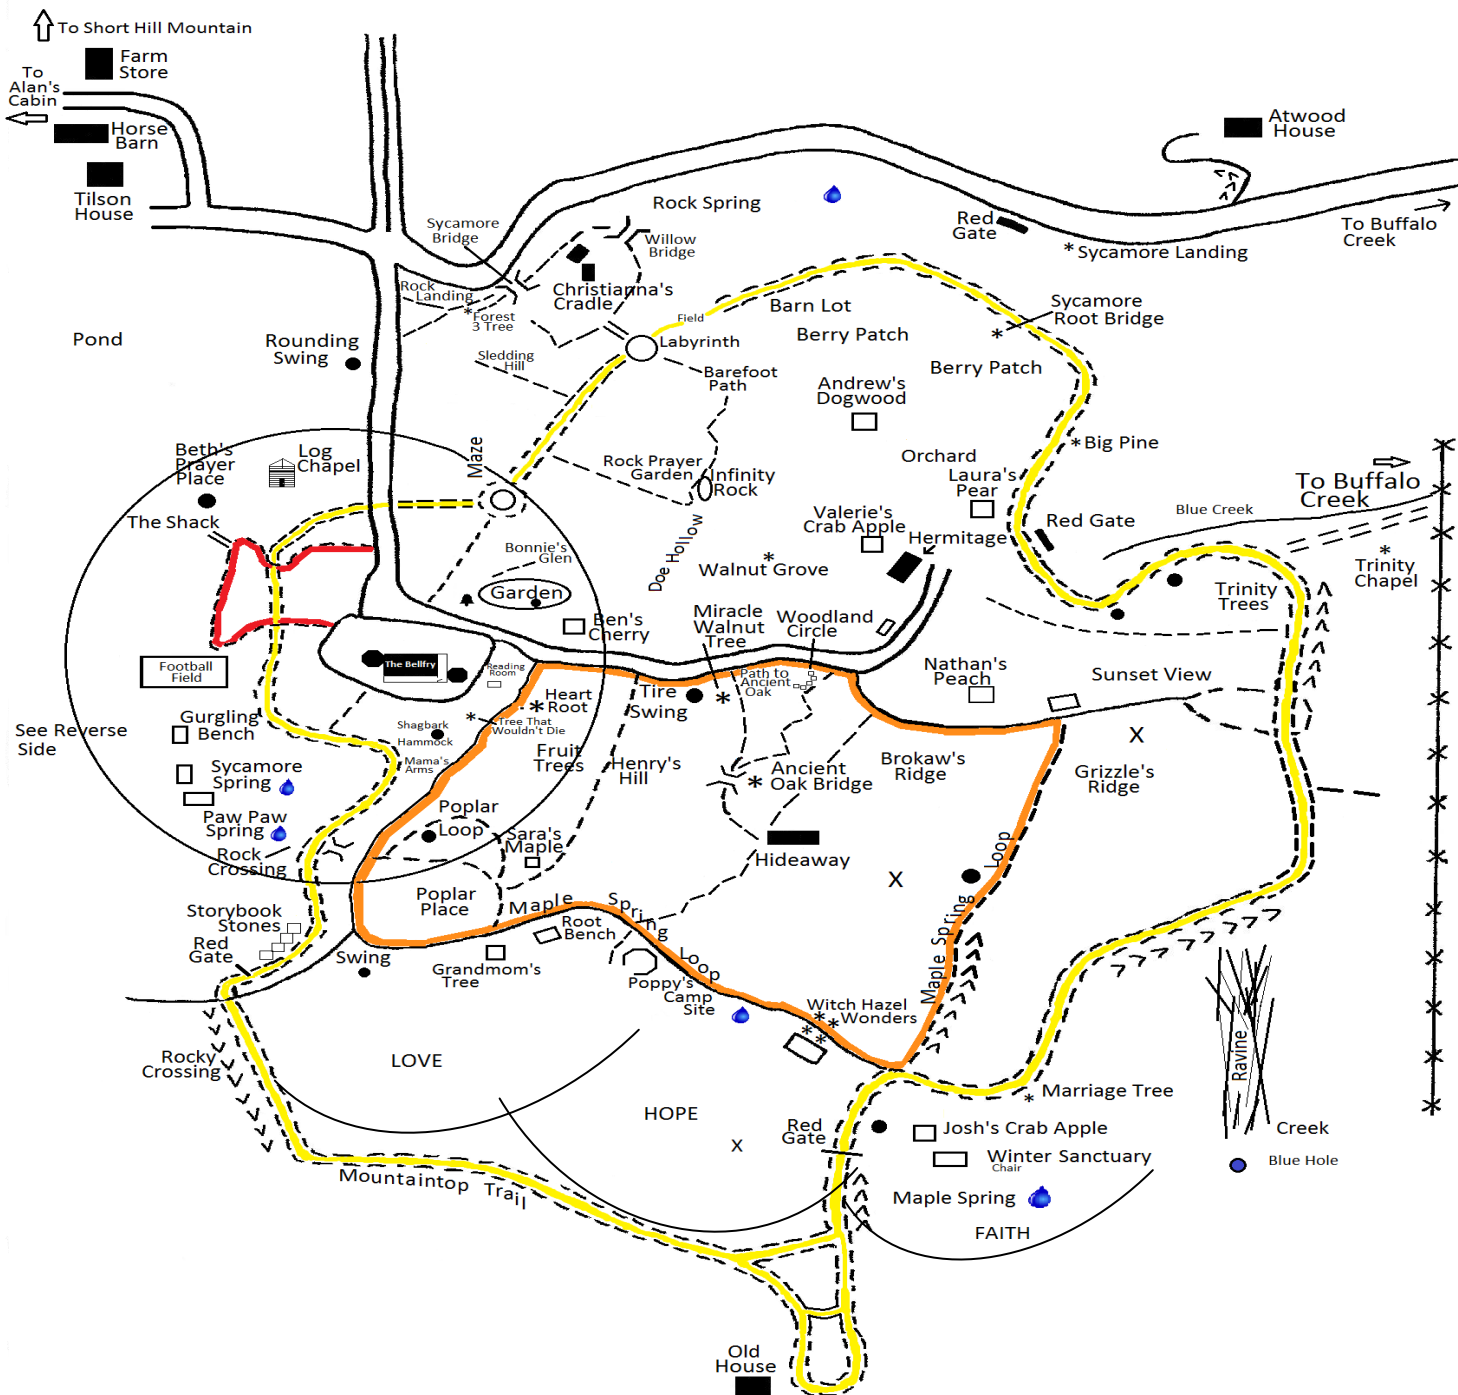 To Short Hill Mountain
Farm
Store
To
Alan's
Cabin
Horse
Barn
Tilson
House
Atwood
House
To Buffalo
Creek
Red
Gate
* Sycamore Landing
Rock Spring
Sycamore
Bridge
Willow
Bridge
Christianna's
Cradle
Rock
Landing
* Forest
3 Tree
Field
Barn Lot
Sycamore
Root Bridge
*
Berry Patch
Berry Patch
Pond
Rounding
Swing
Labyrinth
Sledding
Hill
Barefoot
Path
Andrew's
Dogwood
* Big Pine
Orchard
Laura's
Pear
Beth's
Prayer
Place
Log
Chapel
Maze
Rock Prayer
Garden
Infinity
Rock
To Buffalo
Creek
The Shack
Valerie's
Crab Apple
Hermitage
Red Gate
Blue Creek
Bonnie's
Glen
Doe Hollow
*
Walnut Grove
*
Trinity
Chapel
Trinity
Trees
Garden
Ben's
Cherry
Miracle
Walnut
Tree
*
Woodland
Circle
Football
Field
The Bellfry
Reading
Room
Path to
Ancient
Oak
Nathan's
Peach
Sunset View
Tire
Swing
Heart
* Root
* Tree That
Wouldn't Die
Gurgling
Bench
See Reverse
Side
Shagbark
Hammock
Mama's
Arms
Fruit
Trees
Henry's
Hill
Ancient
* Oak Bridge
Brokaw's
Ridge
X
Grizzle's
Ridge
Sycamore
Spring
Paw Paw
Spring
Rock
Crossing
Poplar
Loop
Sara's
Maple
Hideaway
X
Maple Spring Loop
Poplar
Place
Maple Spring Loop
Storybook
Stones
Red
Gate
Swing
Root
Bench
Grandmom's
Tree
Poppy's
Camp
Site
Witch Hazel
Wonders
* * * *
Rocky
Crossing
LOVE
HOPE
X
Ravine
* Marriage Tree
Red
Gate
Josh's Crab Apple
Winter Sanctuary
Chair
Creek
Blue Hole
Maple Spring
FAITH
Mountaintop Trail
Old
House